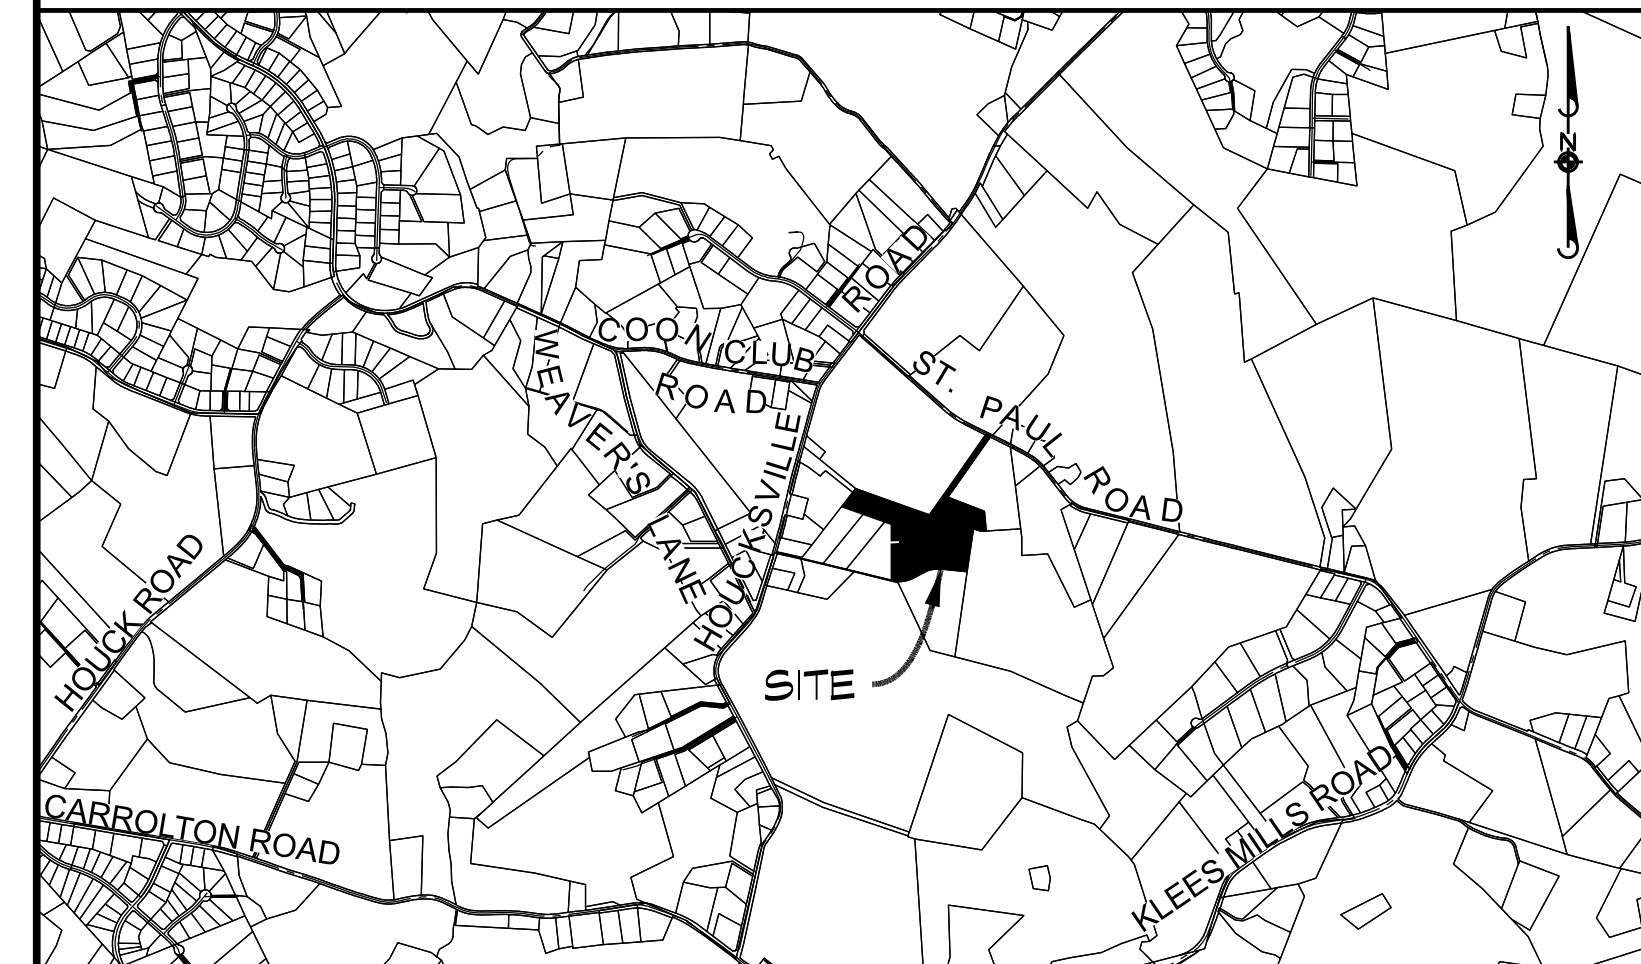 N
ROAD
COON CLUB
ROAD
ST. PAUL ROAD
WEAVER'S
LANE
HOUCKSVILLE
HOUCK ROAD
SITE
CARROLTON ROAD
KLEES MILLS ROAD